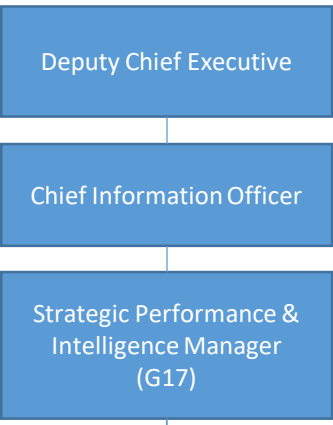 Deputy Chief Executive
Chief Information Officer
Strategic Performance &
Intelligence Manager
(G17)